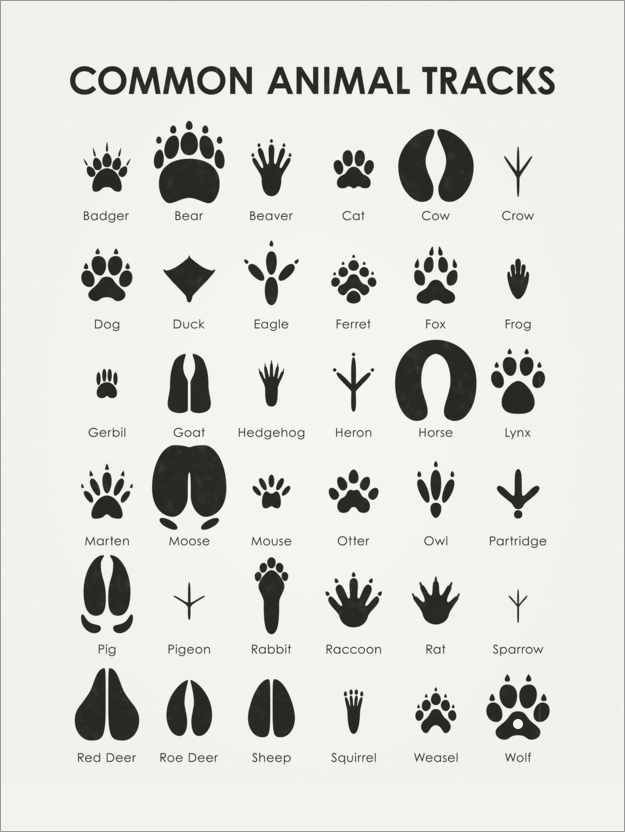 COMMON ANIMAL TRACKS
Badger Bear Beaver Cat Cow Crow
Dog Duck Eagle Ferret Fox Frog
Gerbil Goat Hedgehog Heron Horse Lynx
Marten Moose Mouse Otter Owl Partridge
Pig Pigeon Rabbit Raccoon Rat Sparrow
Red Deer Roe Deer Sheep Squirrel Weasel Wolf